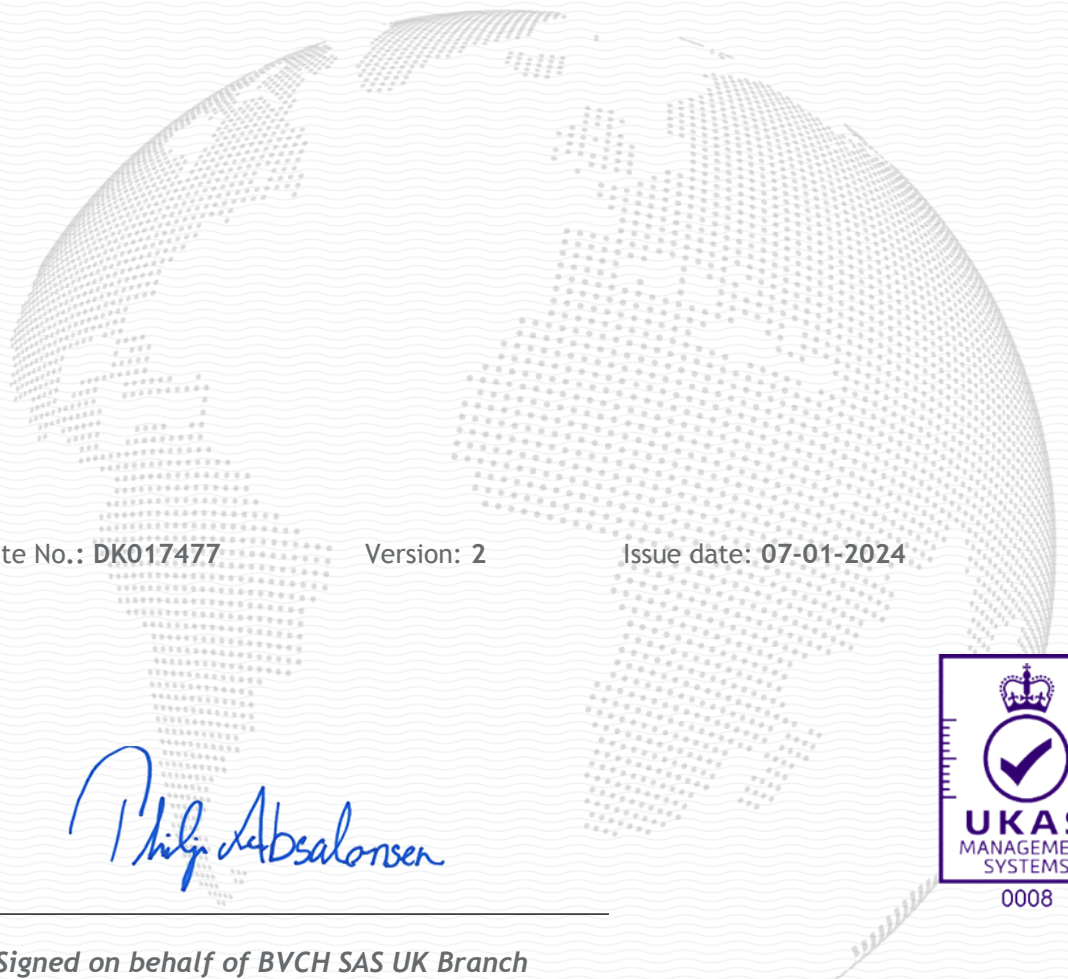 te No.: DK017477 Version: 2 Issue date: 07-01-2024
Philip Absalonsen
UKAS
MANAGEME
SYSTEMS
0008
Signed on behalf of BVCH SAS UK Branch